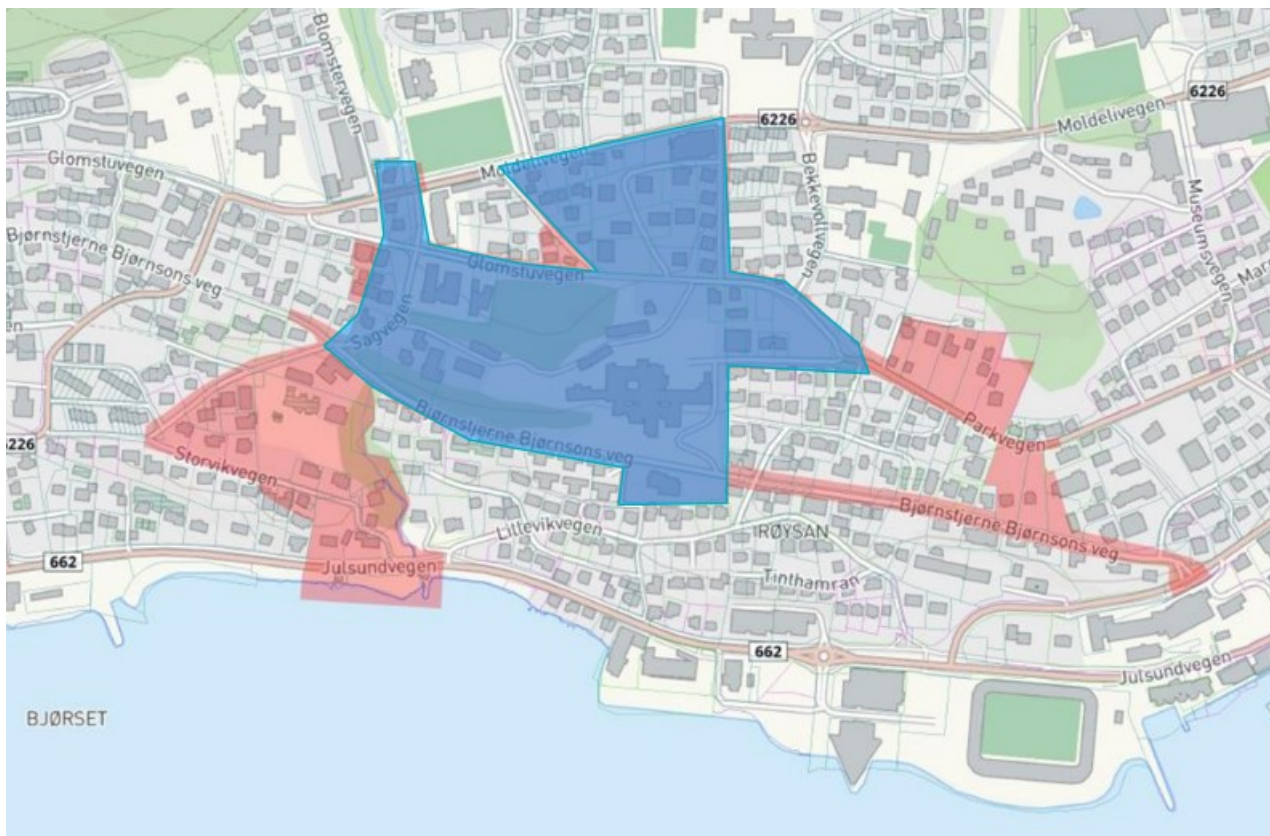 Blomstervegen
6226
6226
Moldelivegen
Moldelivegen
Glomstuvegen
Bekkevollvegen
Museumsvegen
Bjørnstjerne Bjørnsons veg
Glomstuvegen
Sagvegen
Bjørnstjerne Bjørnsons
veg
Parkvegen
6226
Storvikvegen
Bjørnstjerne Bjørnsons veg
Lillevikvegen
RØYSAN
662
Julsundvegen
Tinthamran
662
Julsundvegen
BJØRSET